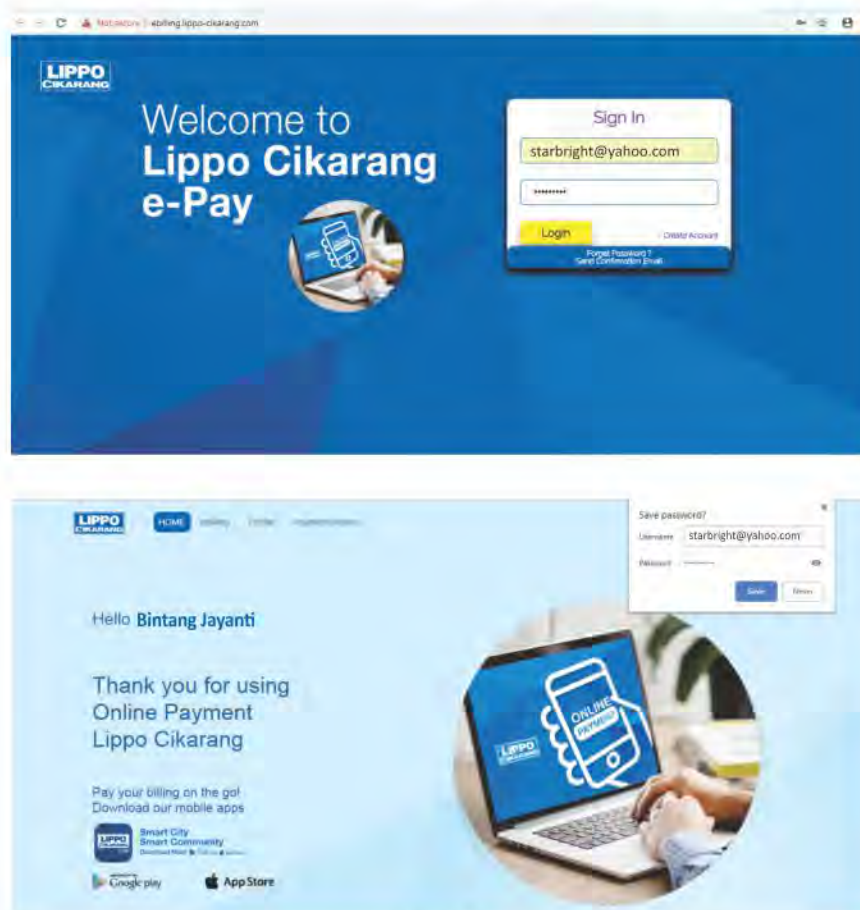 Not secure | ebilling.lippo-cikarang.com
LIPPO
CIKARANG
Welcome to
Lippo Cikarang
e-Pay
Sign In
starbright@yahoo.com
Login
Create Account
Forget Password ?
Send Confirmation Email
LIPPO
CIKARANG
HOME
Save password?
Username starbright@yahoo.com
Password
Save Never
Hello Bintang Jayanti
Thank you for using
Online Payment
Lippo Cikarang
ONLINE
PAYMENT
LIPPO
CIKARANG
Pay your billing on the go!
Download our mobile apps
LIPPO
Smart City
Smart Community
Download Now!
Google play
App Store